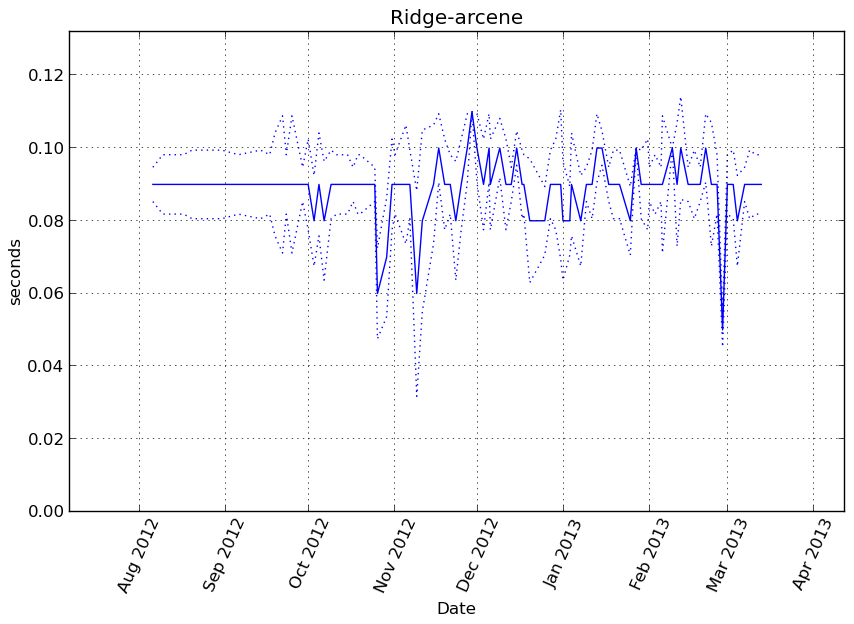 Ridge-arcene
0.12
0.10
0.08
0.06
0.04
0.02
0.00
seconds
Aug 2012
Sep 2012
Oct 2012
Nov 2012
Dec 2012
Jan 2013
Feb 2013
Mar 2013
Apr 2013
Date